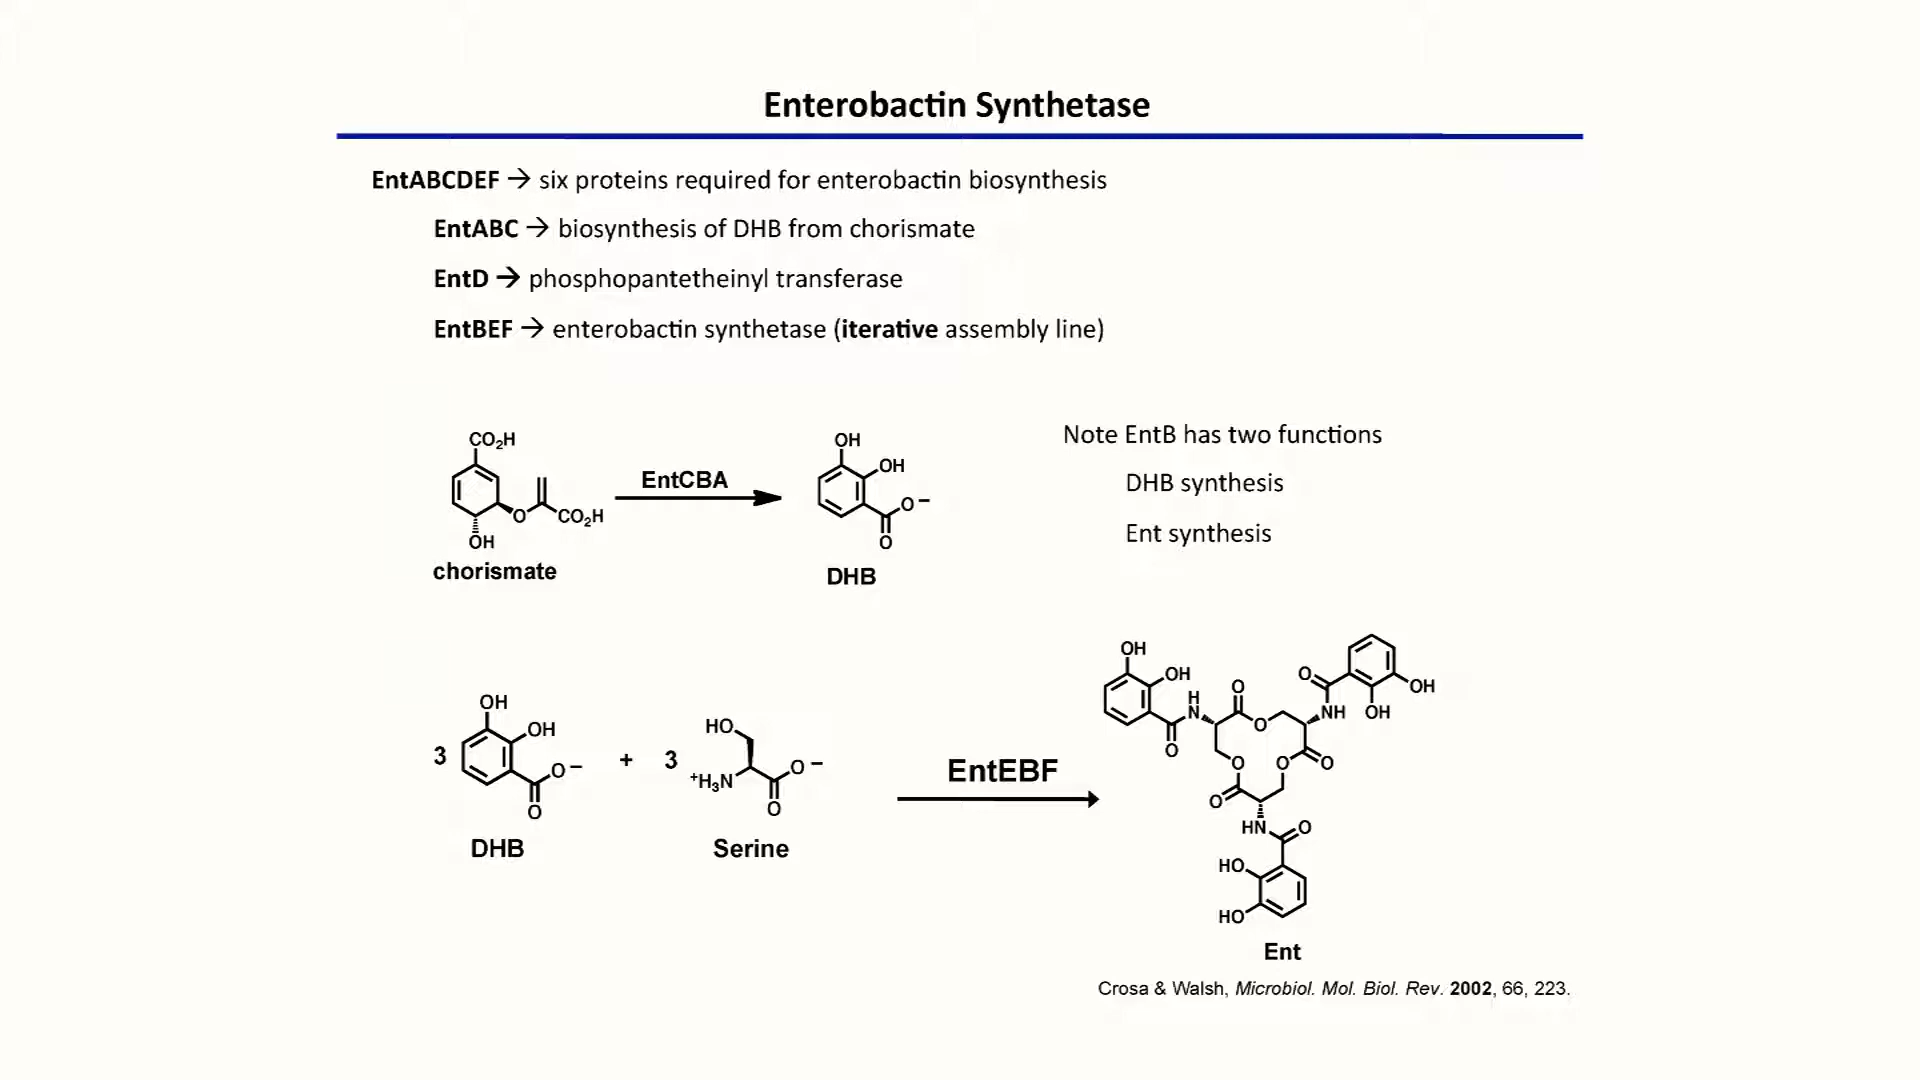 Enterobactin Synthetase
EntABCDEF → six proteins required for enterobactin biosynthesis
EntABC → biosynthesis of DHB from chorismate
EntD → phosphopantetheinyl transferase
EntBEF → enterobactin synthetase (iterative assembly line)
CO₂H
O
CO₂H
OH
chorismate
EntCBA
OH
OH
O⁻
O
DHB
Note EntB has two functions
DHB synthesis
Ent synthesis
3
OH
OH
O⁻
O
DHB
+
3
HO
⁺H₃N
O⁻
O
Serine
EntEBF
OH
OH
H
N
O
O
O
O
NH
OH
OH
O
O
O
O
HN
O
HO
HO
Ent
Crosa & Walsh, Microbiol. Mol. Biol. Rev. 2002, 66, 223.